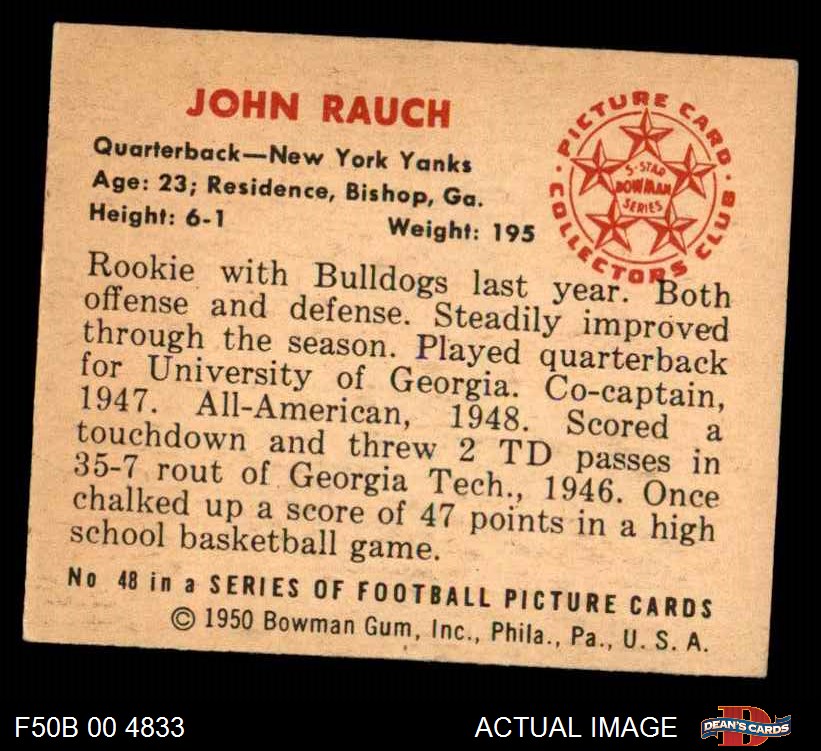 JOHN RAUCH
Quarterback—New York Yanks
Age: 23; Residence, Bishop, Ga.
Height: 6-1 Weight: 195
PICTURE CARD
COLLECTORS CLUB
5-STAR
BOWMAN
SERIES
Rookie with Bulldogs last year. Both
offense and defense. Steadily improved
through the season. Played quarterback
for University of Georgia. Co-captain,
1947. All-American, 1948. Scored a
touchdown and threw 2 TD passes in
35-7 rout of Georgia Tech., 1946. Once
chalked up a score of 47 points in a high
school basketball game.
No 48 in a SERIES OF FOOTBALL PICTURE CARDS
© 1950 Bowman Gum, Inc., Phila., Pa., U. S. A.
F50B 00 4833
ACTUAL IMAGE
DEAN'S CARDS